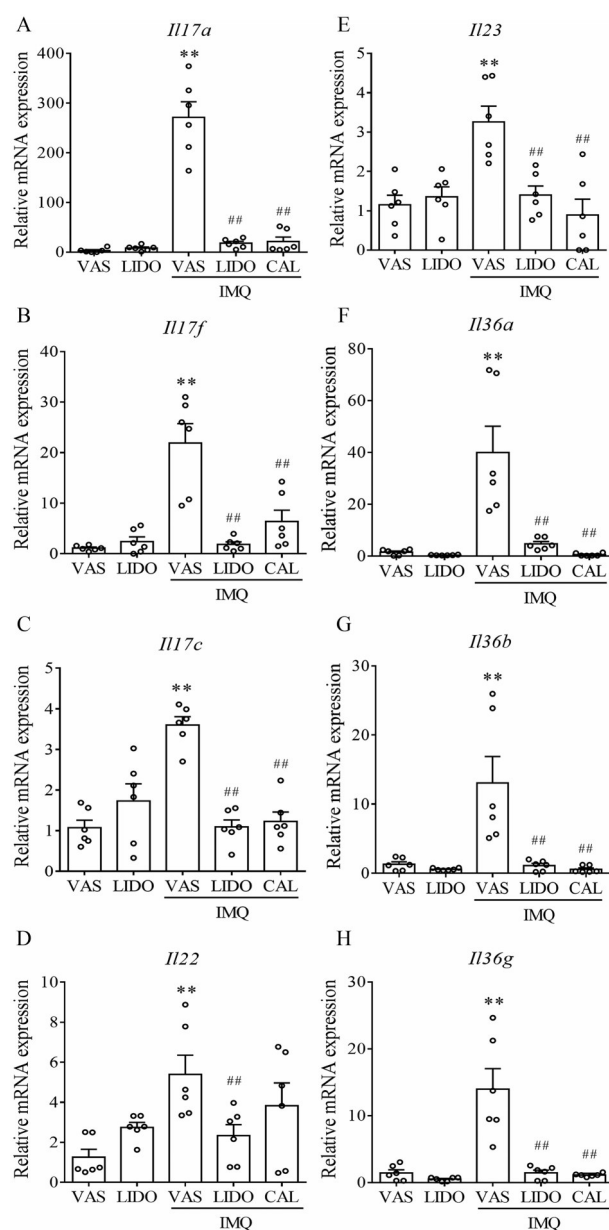 A
Il17a
Relative mRNA expression
400
300
200
100
0
**
##
##
VAS LIDO VAS LIDO CAL
IMQ
B
Il17f
Relative mRNA expression
40
30
20
10
0
**
##
##
VAS LIDO VAS LIDO CAL
IMQ
C
Il17c
Relative mRNA expression
5
4
3
2
1
0
**
##
##
VAS LIDO VAS LIDO CAL
IMQ
D
Il22
Relative mRNA expression
10
8
6
4
2
0
**
##
VAS LIDO VAS LIDO CAL
IMQ
E
Il23
Relative mRNA expression
6
5
4
3
2
1
0
**
##
##
VAS LIDO VAS LIDO CAL
IMQ
F
Il36a
Relative mRNA expression
80
60
40
20
0
**
##
##
VAS LIDO VAS LIDO CAL
IMQ
G
Il36b
Relative mRNA expression
30
20
10
0
**
##
##
VAS LIDO VAS LIDO CAL
IMQ
H
Il36g
Relative mRNA expression
30
20
10
0
**
##
##
VAS LIDO VAS LIDO CAL
IMQ